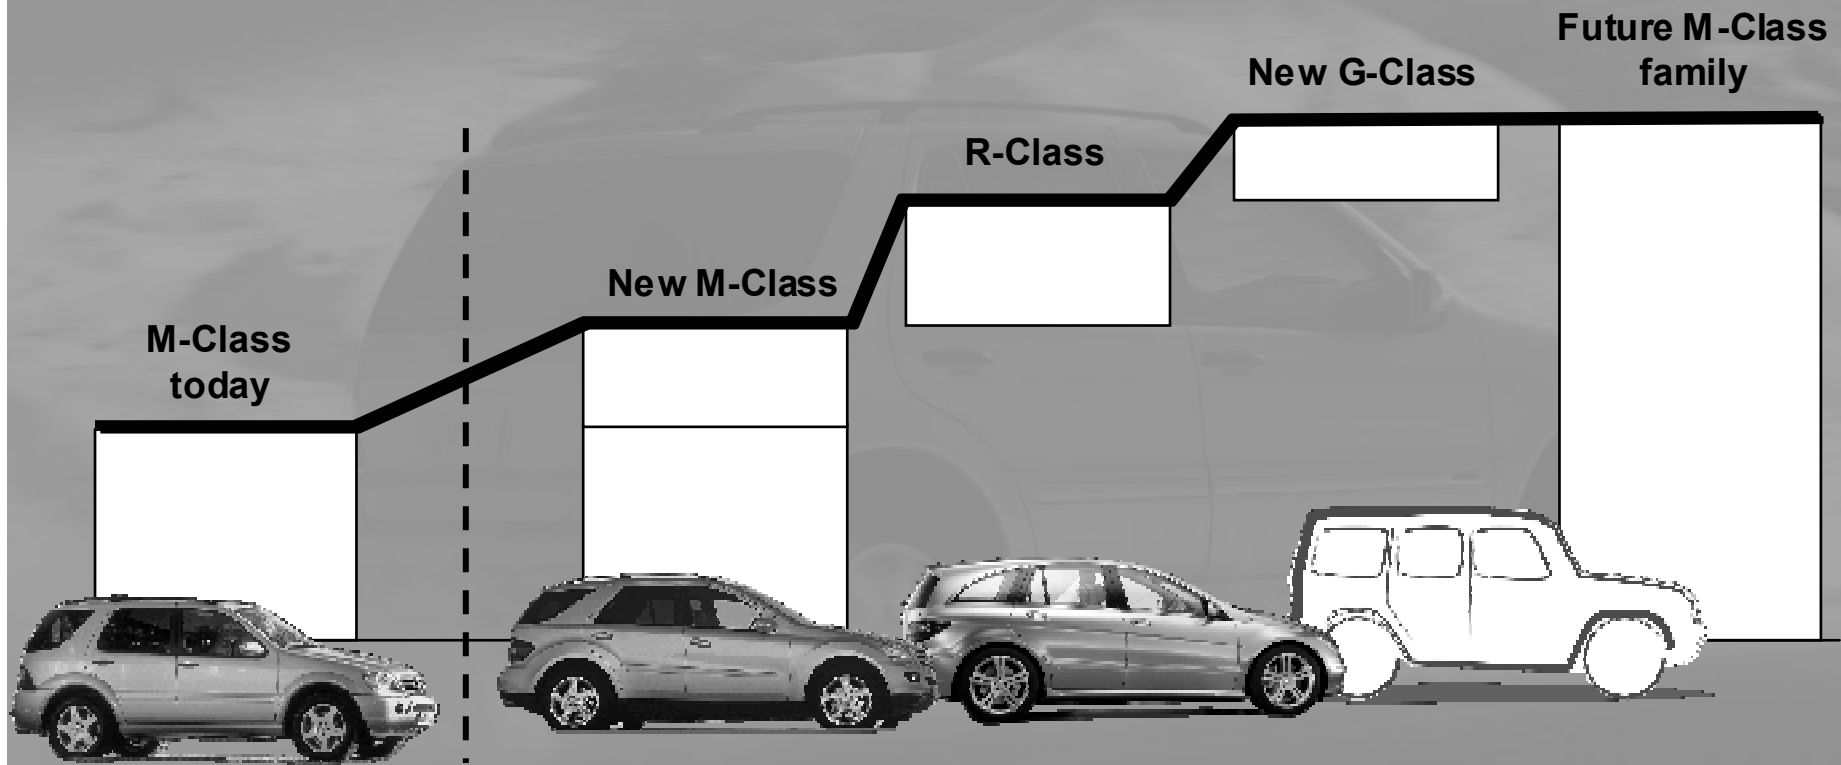 M-Class
today
New M-Class
R-Class
New G-Class
Future M-Class
family